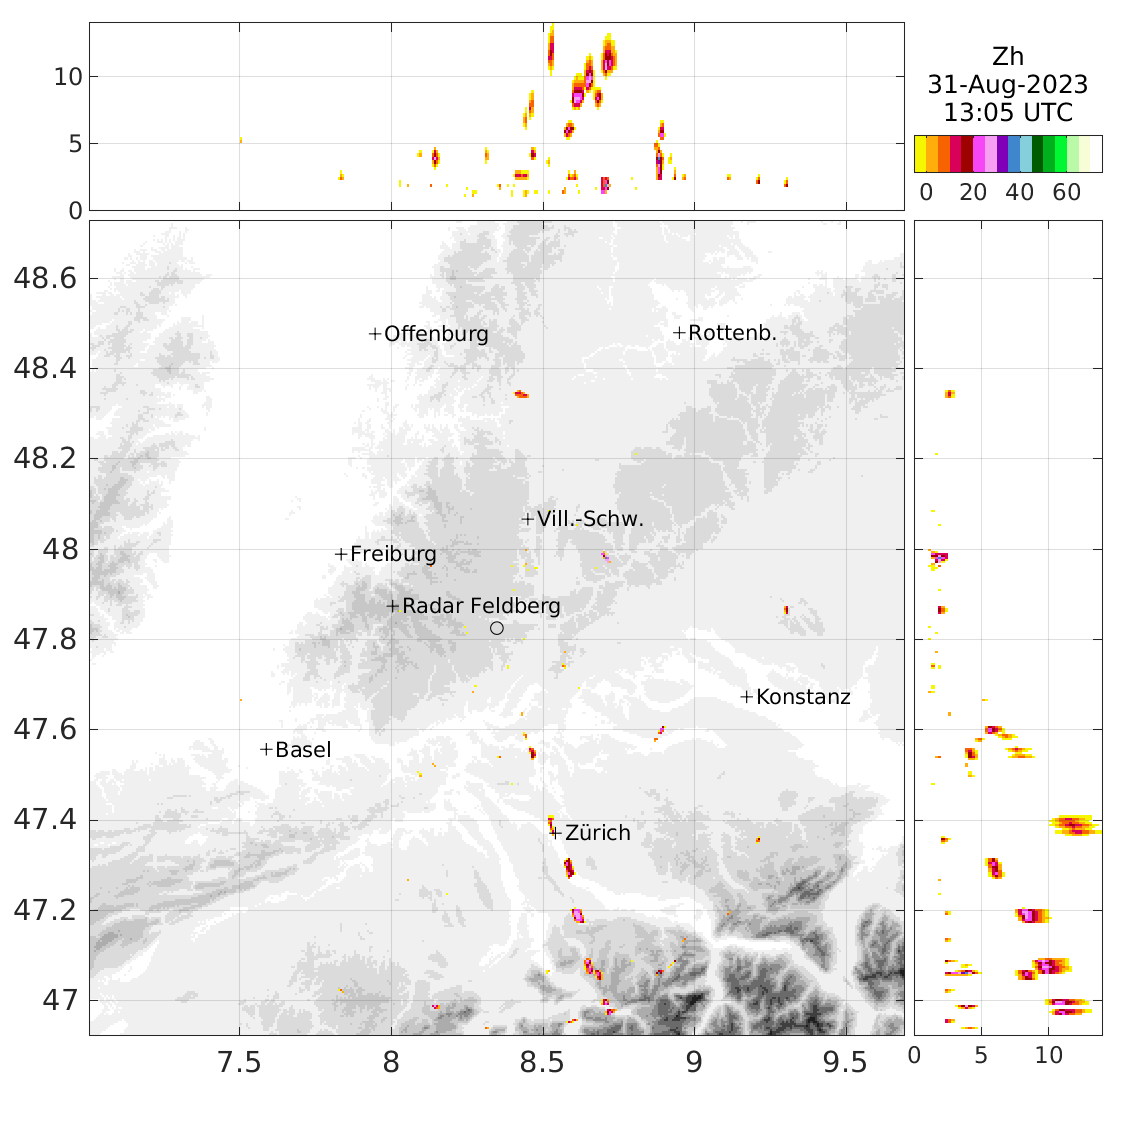 10
5
0
Zh
31-Aug-2023
13:05 UTC
0 20 40 60
48.6
48.4
48.2
48
47.8
47.6
47.4
47.2
47
Offenburg
Rottenb.
Vill.-Schw.
Freiburg
Radar Feldberg
Konstanz
Basel
Zürich
7.5 8 8.5 9 9.5
0 5 10